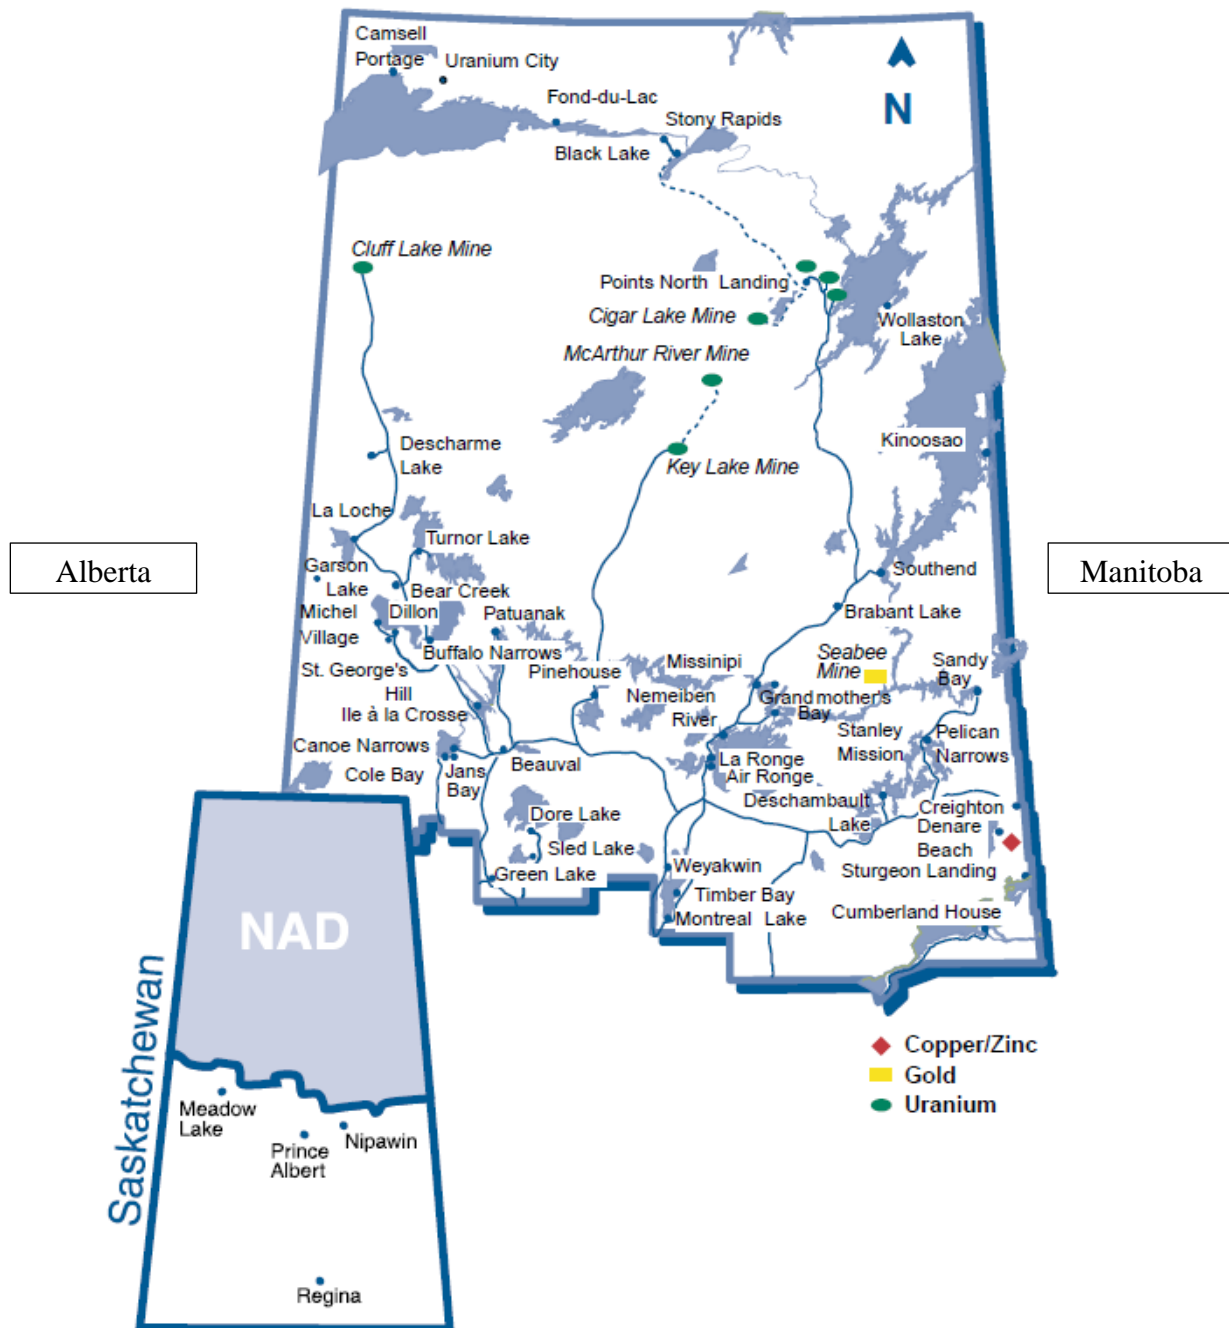 Camsell
Portage
Uranium City
Fond-du-Lac
Stony Rapids
Black Lake
N
Cluff Lake Mine
Points North Landing
Cigar Lake Mine
Wollaston
Lake
McArthur River Mine
Kinoosao
Descharme
Lake
Key Lake Mine
La Loche
Turnor Lake
Alberta
Manitoba
Garson
Lake
Southend
Bear Creek
Michel
Village
Dillon
Patuanak
Brabant Lake
Buffalo Narrows
St. George's
Hill
Pinehouse
Missinipi
Seabee
Mine
Sandy
Bay
Nemeiben
River
Grandmother's
Bay
Ile à la Crosse
Stanley
Mission
Pelican
Narrows
Canoe Narrows
Cole Bay
Jans
Bay
Beauval
La Ronge
Air Ronge
Deschambault
Lake
Creighton
Denare
Beach
Dore Lake
Sled Lake
Green Lake
Weyakwin
Sturgeon Landing
Timber Bay
Montreal Lake
Cumberland House
NAD
Saskatchewan
Copper/Zinc
Gold
Uranium
Meadow
Lake
Prince
Albert
Nipawin
Regina